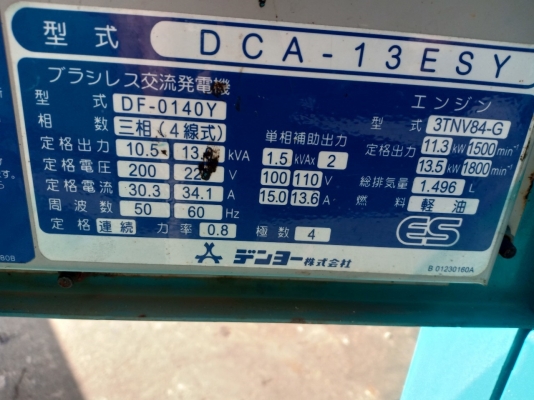 型式 DCA-13ESY
ブラシレス交流発電機
型式 DF-0140Y
相数 三相(4線式)
定格出力 10.5 13. kVA
定格電圧 200 22 V
定格電流 30.3 34.1 A
周波数 50 60 Hz
定格 連続 力率 0.8 極数 4
単相補助出力
1.5 kVA× 2
100 110 V
15.0 13.6 A
エンジン
型式 3TNV84-G
定格出力 11.3 kW 1500 min⁻¹
13.5 kW 1800 min⁻¹
総排気量 1.496 L
燃料 軽油
ES
デンヨー株式会社
B 01230160A